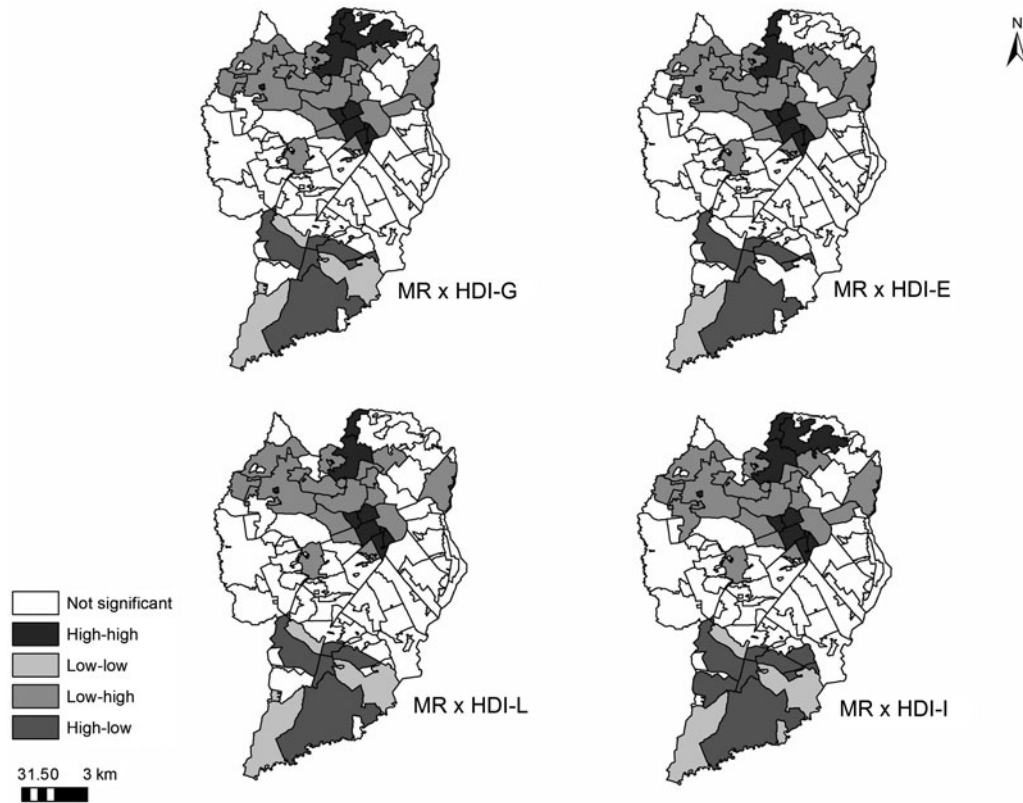 N
MR x HDI-G
MR x HDI-E
MR x HDI-L
MR x HDI-I
Not significant
High-high
Low-low
Low-high
High-low
31.50 3 km